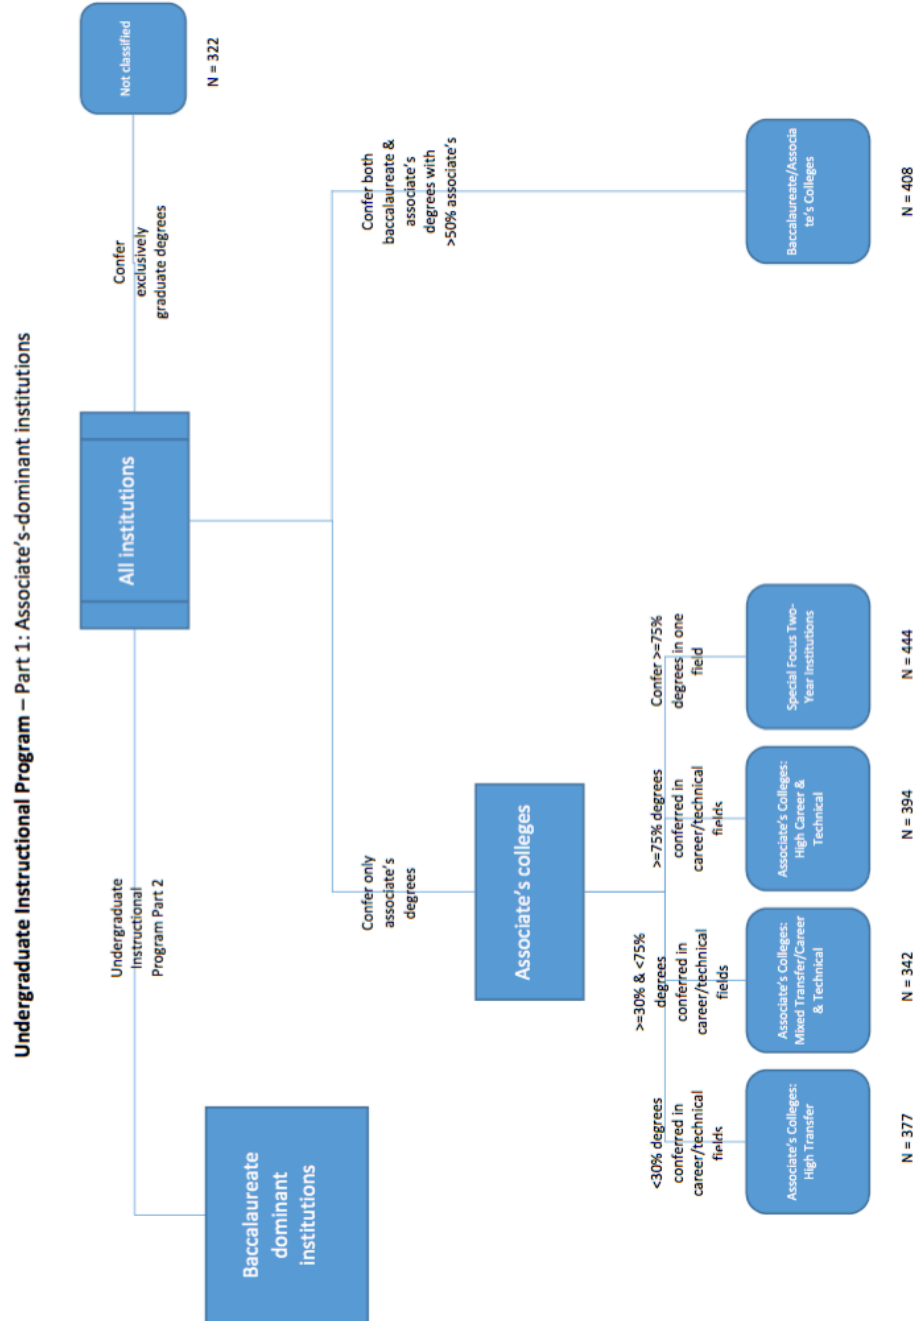 Undergraduate Instructional Program – Part 1: Associate's-dominant institutions
Undergraduate
Instructional
Program Part 2
All institutions
Confer
exclusively
graduate degrees
Not classified
N = 322
Baccalaureate
dominant
institutions
Confer only
associate's
degrees
Confer both
baccalaureate &
associate's
degrees with
>50% associate's
Associate's colleges
<30% degrees
conferred in
career/technical
fields
>=30% & <75%
degrees
conferred in
career/technical
fields
>=75% degrees
conferred in
career/technical
fields
Confer >=75%
degrees in one
field
Associate's Colleges:
High Transfer
Associate's Colleges:
Mixed Transfer/Career
& Technical
Associate's Colleges:
High Career &
Technical
Special Focus Two-
Year Institutions
Baccalaureate/Associa
te's Colleges
N = 377
N = 342
N = 394
N = 444
N = 408